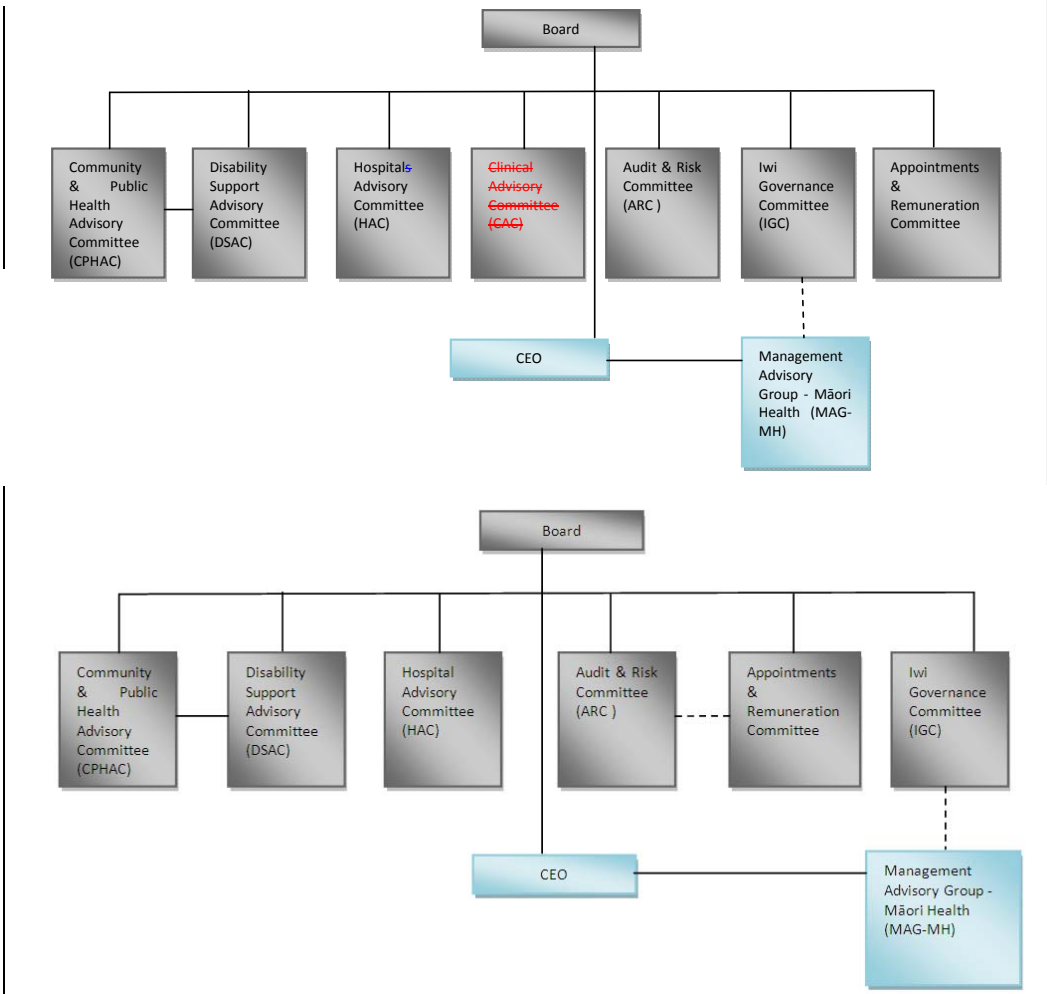 Board
Community
& Public
Health
Advisory
Committee
(CPHAC)
Disability
Support
Advisory
Committee
(DSAC)
Hospitals
Advisory
Committee
(HAC)
Clinical
Advisory
Committee
(CAC)
Audit & Risk
Committee
(ARC )
Iwi
Governance
Committee
(IGC)
Appointments
&
Remuneration
Committee
CEO
Management
Advisory
Group - Māori
Health (MAG-
MH)
Board
Community
& Public
Health
Advisory
Committee
(CPHAC)
Disability
Support
Advisory
Committee
(DSAC)
Hospital
Advisory
Committee
(HAC)
Audit & Risk
Committee
(ARC )
Appointments
&
Remuneration
Committee
Iwi
Governance
Committee
(IGC)
CEO
Management
Advisory Group -
Māori Health
(MAG-MH)